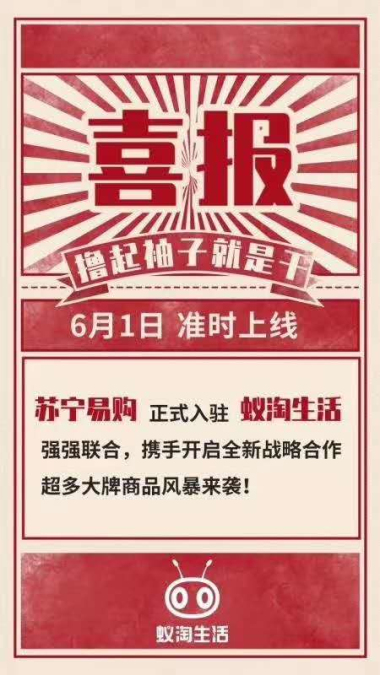 喜报
撸起袖子就是干
6月1日 准时上线
苏宁易购 正式入驻 蚁淘生活
强强联合，携手开启全新战略合作
超多大牌商品风暴来袭！
蚁淘生活